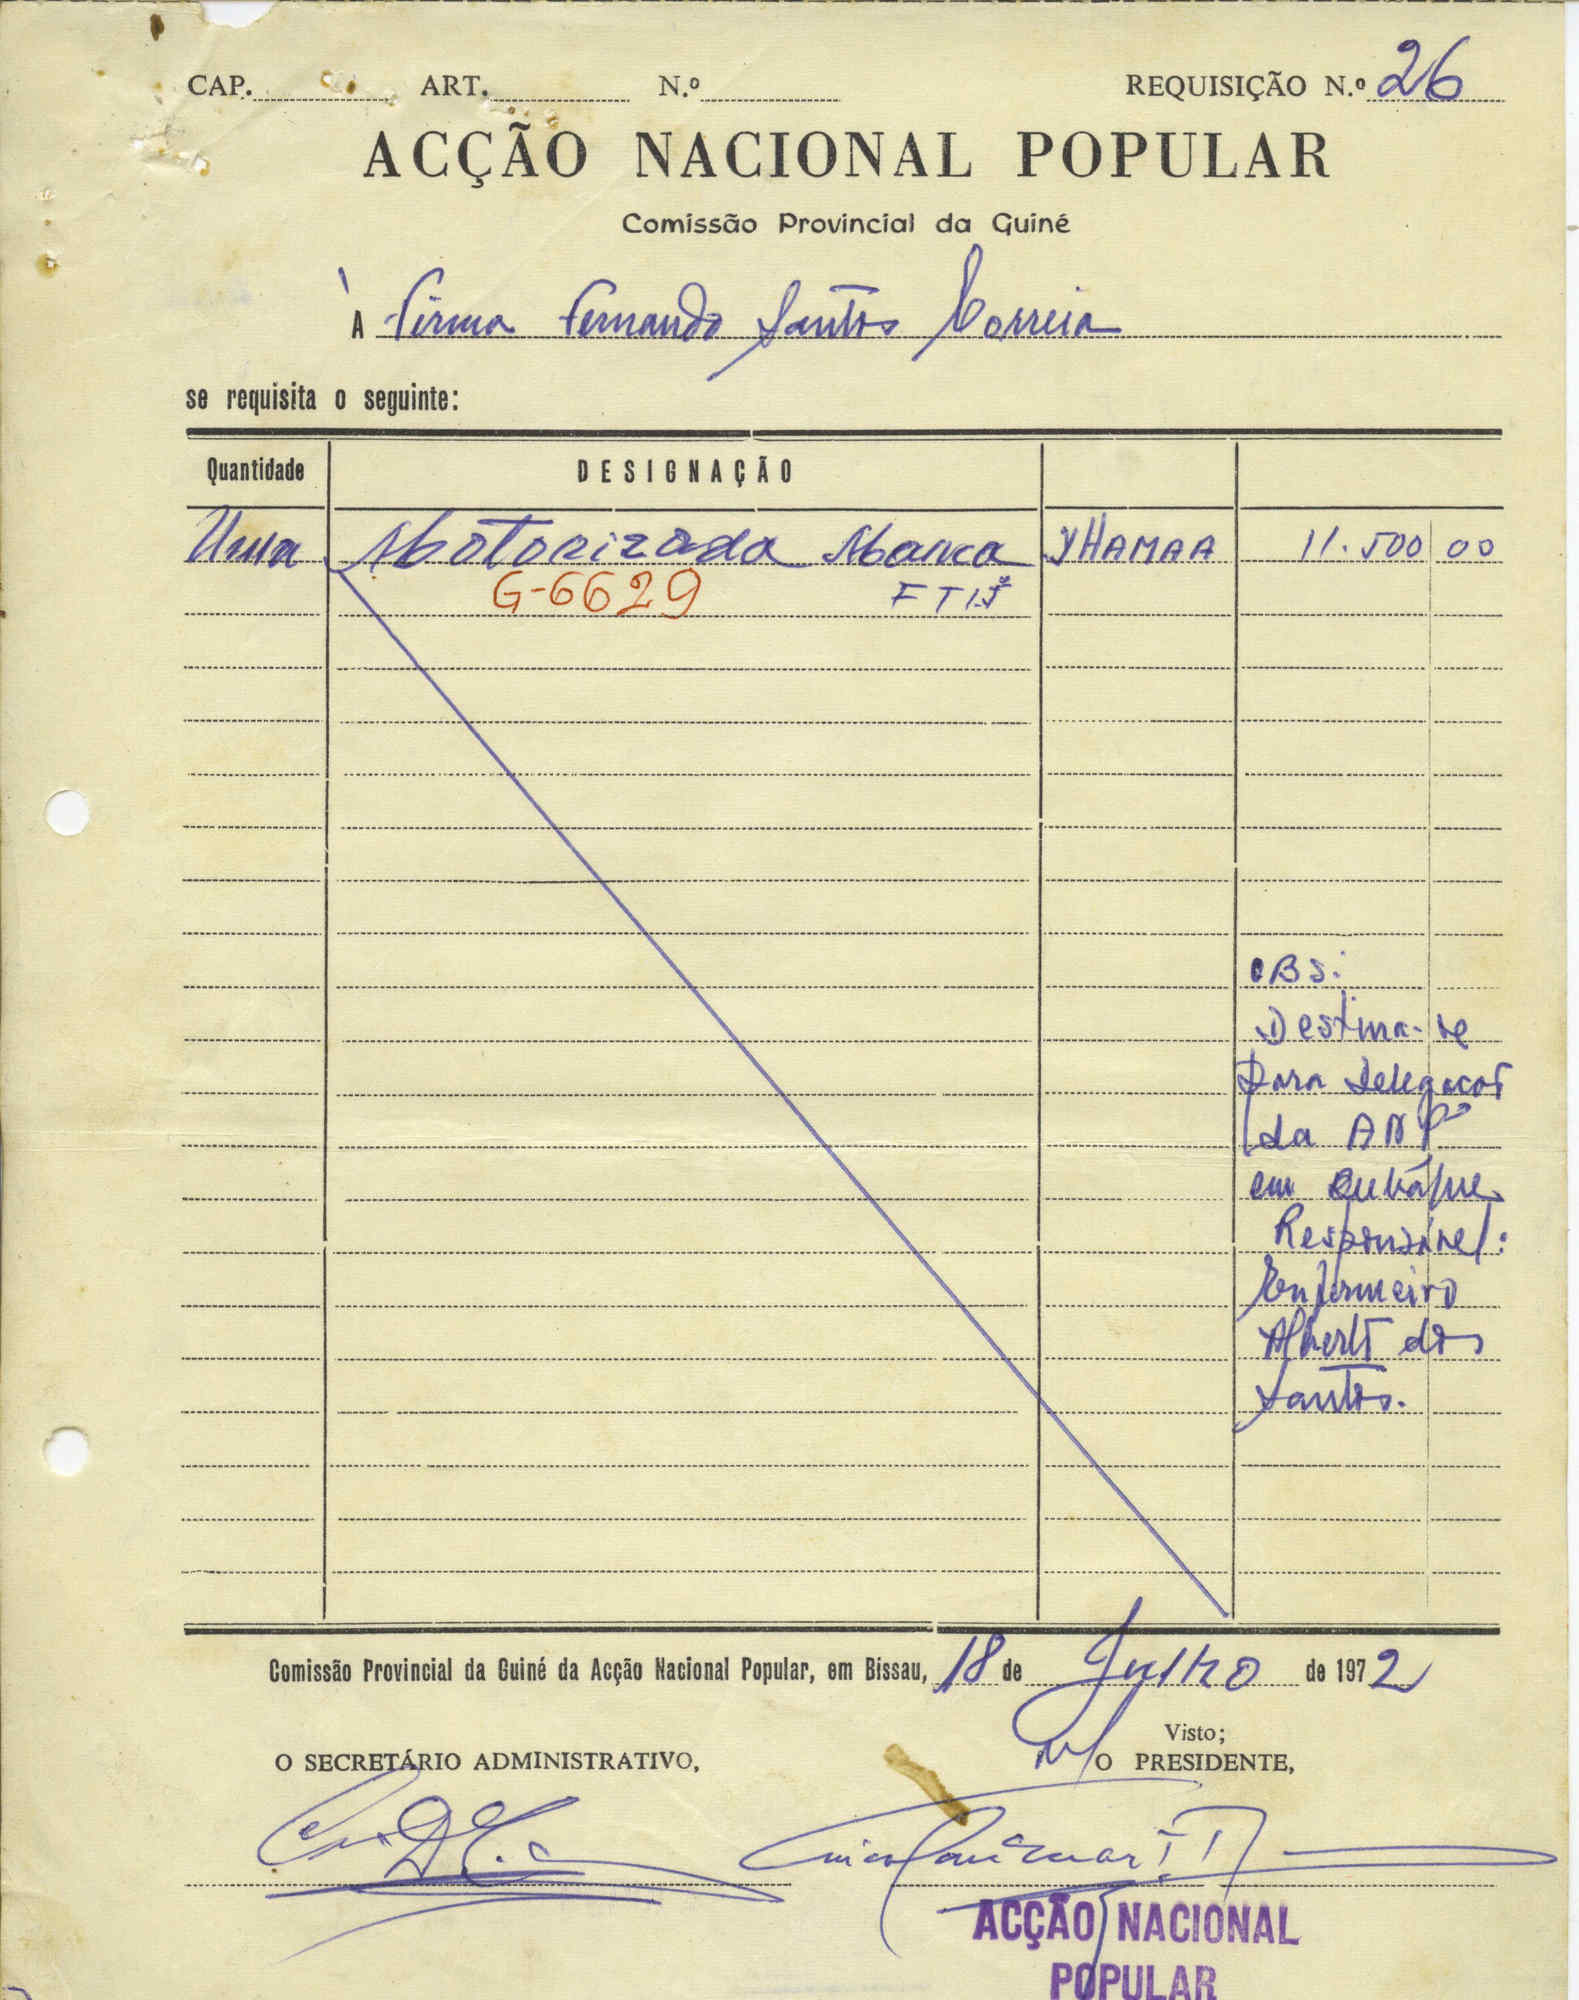 CAP. ART. N.º REQUISIÇÃO N.º 26
ACÇÃO NACIONAL POPULAR
Comissão Provincial da Guiné
À Firma Fernando Santos Correia
se requisita o seguinte:
Quantidade DESIGNAÇÃO
Uma Motorizada Marca YHAMAA 11.500 00
G-6629
OBS:
Destina-se
para Delegação
da ANP
em Bubáque
Responsável:
Enfermeiro
Alberto dos
Santos.
Comissão Provincial da Guiné da Acção Nacional Popular, em Bissau, 18 de Julho de 1972
Visto;
O SECRETÁRIO ADMINISTRATIVO, O PRESIDENTE,
ACÇÃO NACIONAL
POPULAR